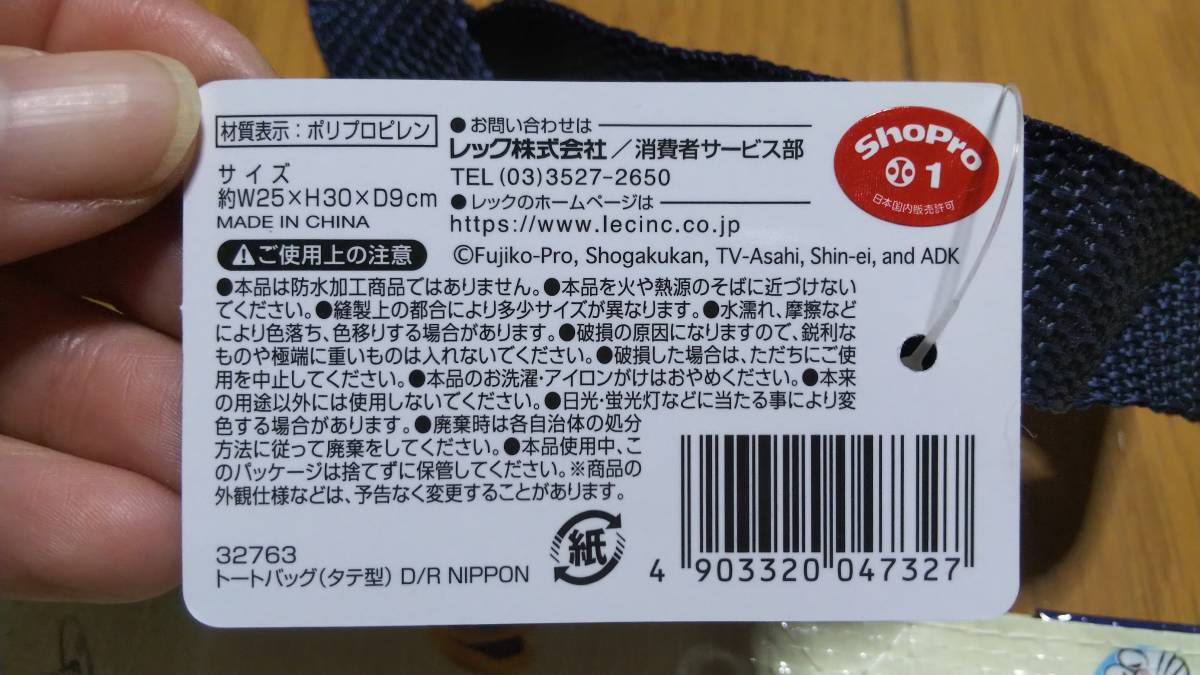 材質表示：ポリプロピレン
サイズ
約W25×H30×D9cm
MADE IN CHINA
●お問い合わせは
レック株式会社／消費者サービス部
TEL (03)3527-2650
●レックのホームページは
https://www.lecinc.co.jp
ShoPro
1
日本国内販売許可
ご使用上の注意
©Fujiko-Pro, Shogakukan, TV-Asahi, Shin-ei, and ADK
●本品は防水加工商品ではありません。●本品を火や熱源のそばに近づけない
でください。●縫製上の都合により多少サイズが異なります。●水濡れ、摩擦など
により色落ち、色移りする場合があります。●破損の原因になりますので、鋭利な
ものや極端に重いものは入れないでください。●破損した場合は、ただちにご使
用を中止してください。●本品のお洗濯・アイロンがけはおやめください。●本来
の用途以外には使用しないでください。●日光・蛍光灯などに当たる事により変
色する場合があります。●廃棄時は各自治体の処分
方法に従って廃棄をしてください。●本品使用中、こ
のパッケージは捨てずに保管してください。※商品の
外観仕様などは、予告なく変更することがあります。
32763
トートバッグ（タテ型） D/R NIPPON
紙
4 903320 047327